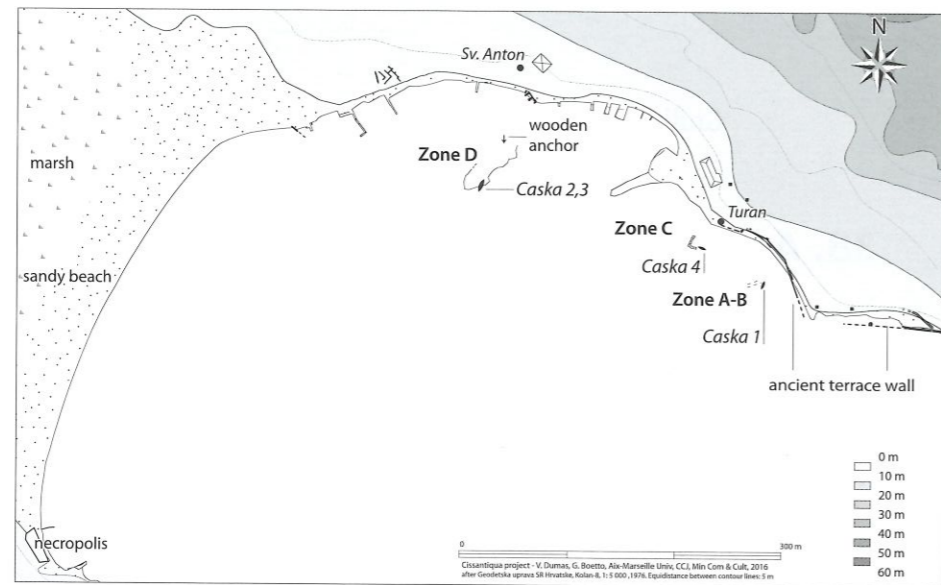 N
Sv. Anton
wooden
anchor
Zone D
marsh
Caska 2,3
Turan
Zone C
sandy beach
Caska 4
Zone A-B
Caska 1
ancient terrace wall
0 m
10 m
20 m
30 m
40 m
50 m
60 m
necropolis
0
300 m
Cissantiqua project - V. Dumas, G. Boetto, Aix-Marseille Univ, CCJ, Min Com & Cult, 2016
after Geodetska uprava SR Hrvatske, Kolan-8, 1: 5 000 ,1976. Equidistance between contour lines: 5 m